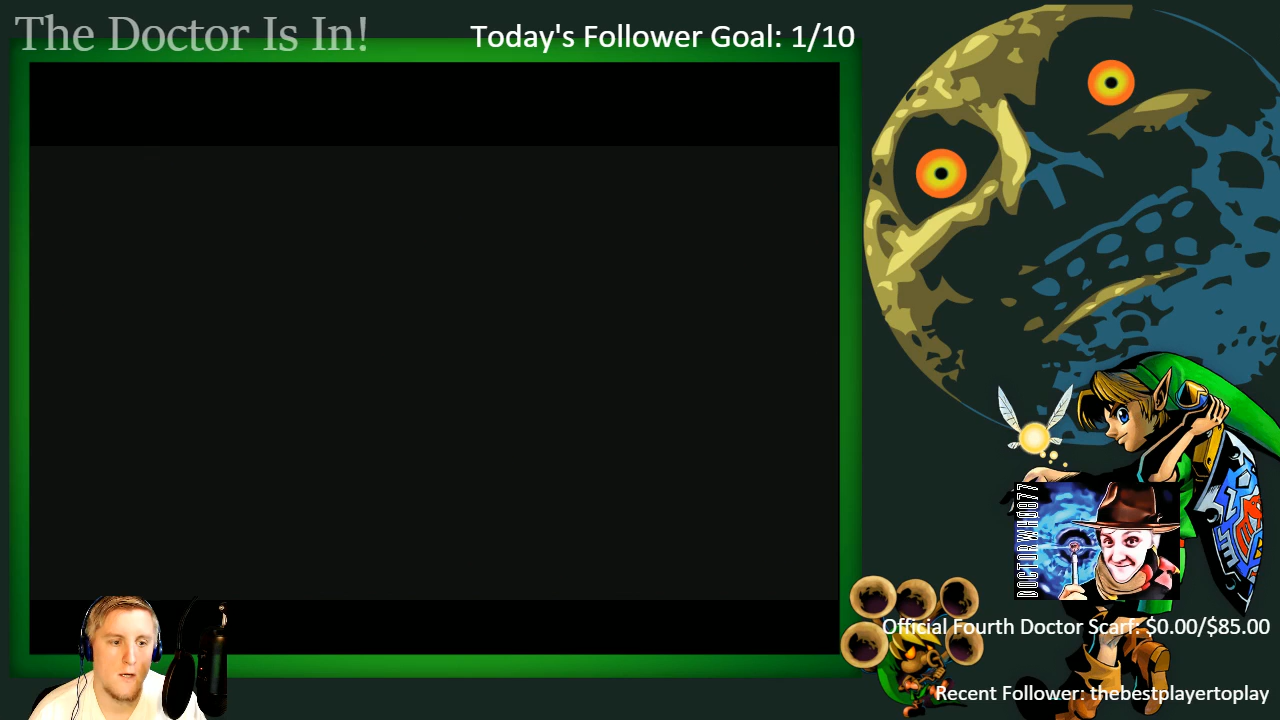 The Doctor Is In!
Today's Follower Goal: 1/10
DOCTORWHO877
Official Fourth Doctor Scarf: $0.00/$85.00
Recent Follower: thebestplayertoplay